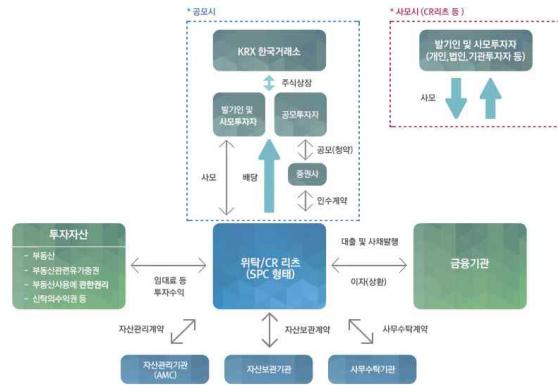 * 공모시
KRX 한국거래소
주식상장
발기인 및
사모투자자
공모투자자
공모(청약)
사모
배당
증권사
인수계약
* 사모시 (CR리츠 등 )
발기인 및 사모투자자
(개인,법인,기관투자자 등)
사모
투자자산
- 부동산
- 부동산관련유가증권
- 부동산사용에 관한권리
- 신탁의수익권 등
임대료 등
투자수익
위탁/CR 리츠
(SPC 형태)
대출 및 사채발행
이자(상환)
금융기관
자산관리계약
자산보관계약
사무수탁계약
자산관리기관
(AMC)
자산보관기관
사무수탁기관